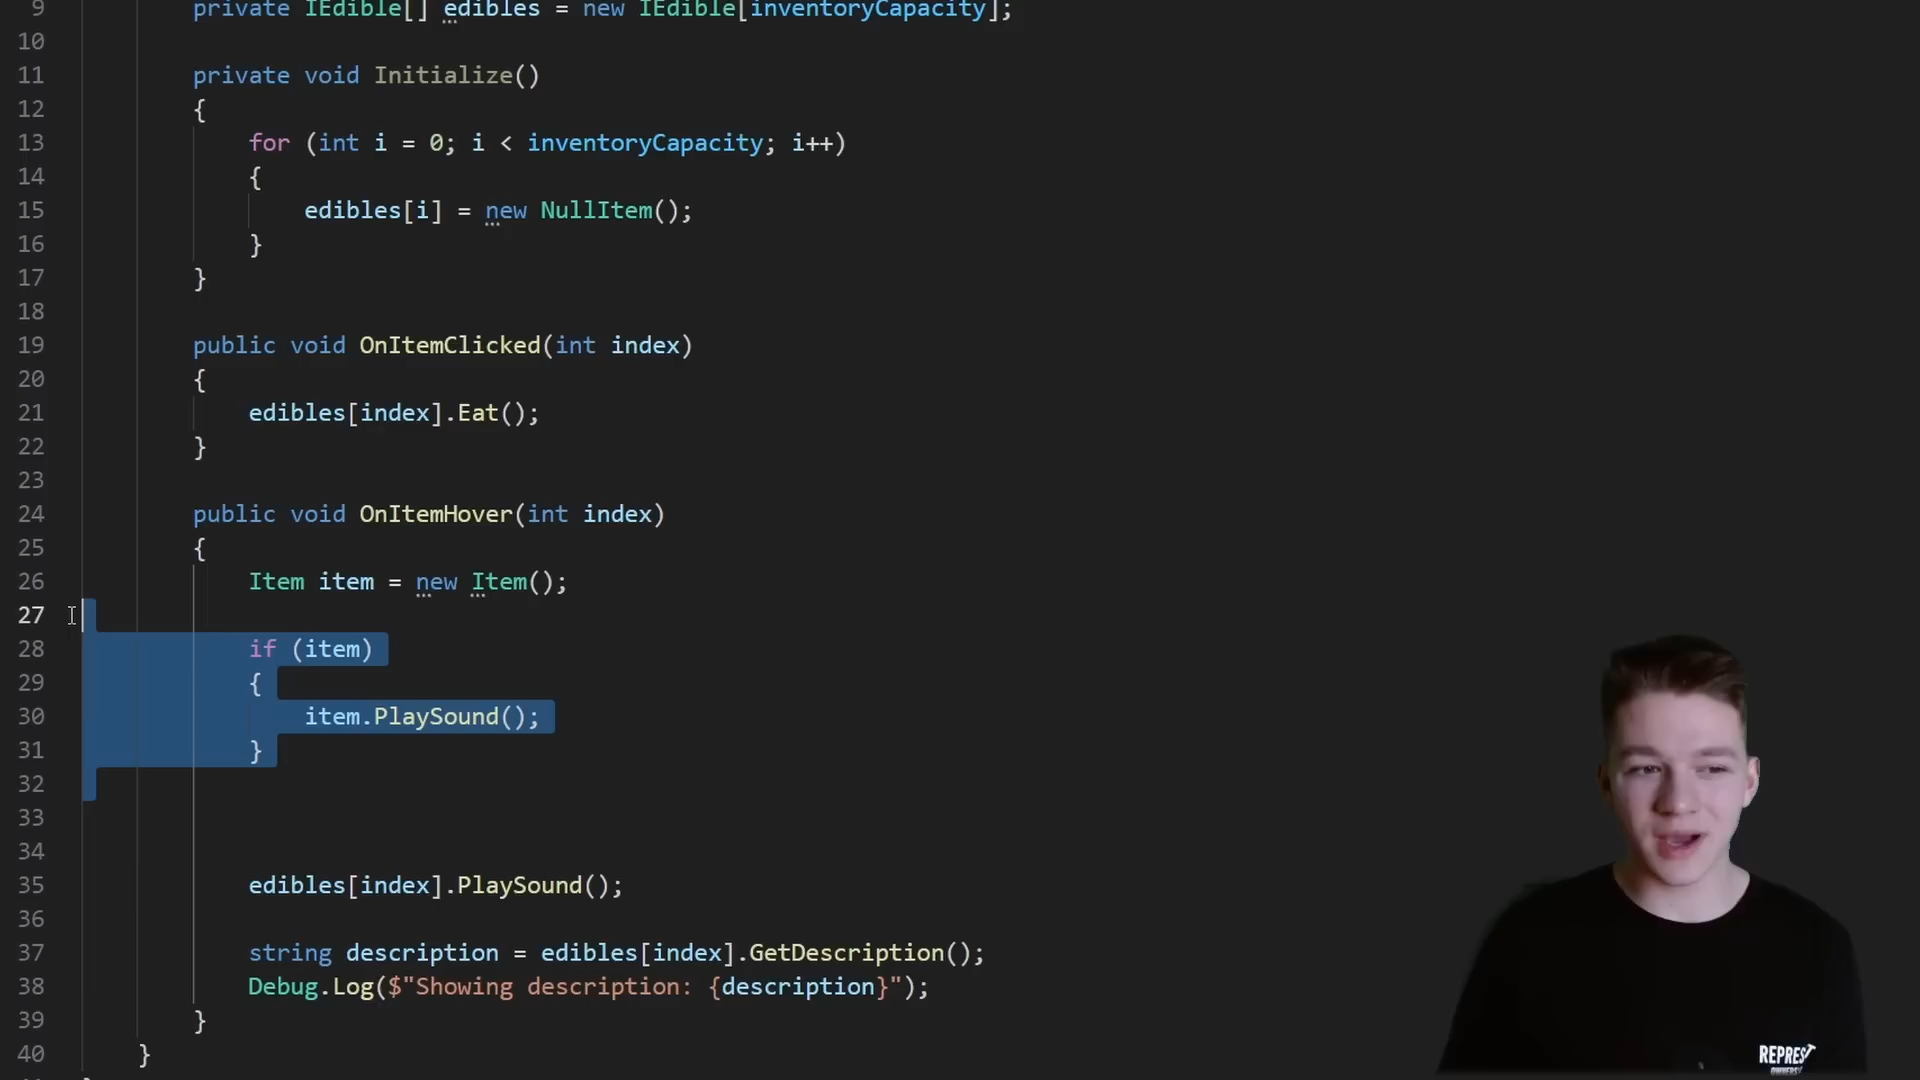 9 private IEdible[] edibles = new IEdible[inventoryCapacity];
10
11 private void Initialize()
12 {
13 for (int i = 0; i < inventoryCapacity; i++)
14 {
15 edibles[i] = new NullItem();
16 }
17 }
18
19 public void OnItemClicked(int index)
20 {
21 edibles[index].Eat();
22 }
23
24 public void OnItemHover(int index)
25 {
26 Item item = new Item();
27
28 if (item)
29 {
30 item.PlaySound();
31 }
32
33
34
35 edibles[index].PlaySound();
36
37 string description = edibles[index].GetDescription();
38 Debug.Log($"Showing description: {description}");
39 }
40 }
REPREST